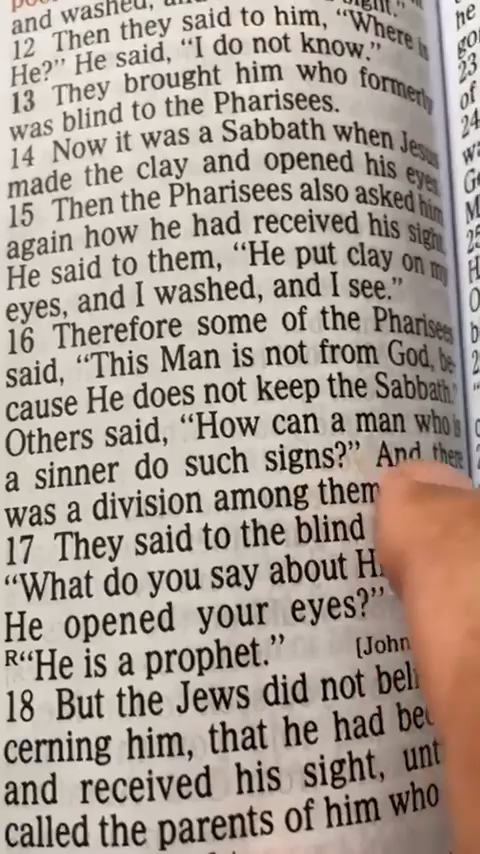 and washed,
12 Then they said to him, “Where is
He?” He said, “I do not know.”
13 They brought him who formerly
was blind to the Pharisees.
14 Now it was a Sabbath when Jesus
made the clay and opened his eyes.
15 Then the Pharisees also asked him
again how he had received his sight.
He said to them, “He put clay on my
eyes, and I washed, and I see.”
16 Therefore some of the Pharisees
said, “This Man is not from God, be-
cause He does not keep the Sabbath.”
Others said, “How can a man who is
a sinner do such signs?” And there
was a division among them
17 They said to the blind
“What do you say about
He opened your eyes?”
R“He is a prophet.” [John
18 But the Jews did not
cerning him, that he had
and received his sight,
called the parents of him who
he
23
of
24